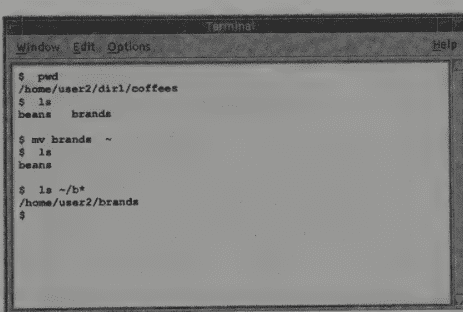 Terminal
Window Edit Options Help
$ pwd
/home/user2/dir1/coffees
$ ls
beans brands
$ mv brands ~
$ ls
beans
$ ls ~/b*
/home/user2/brands
$